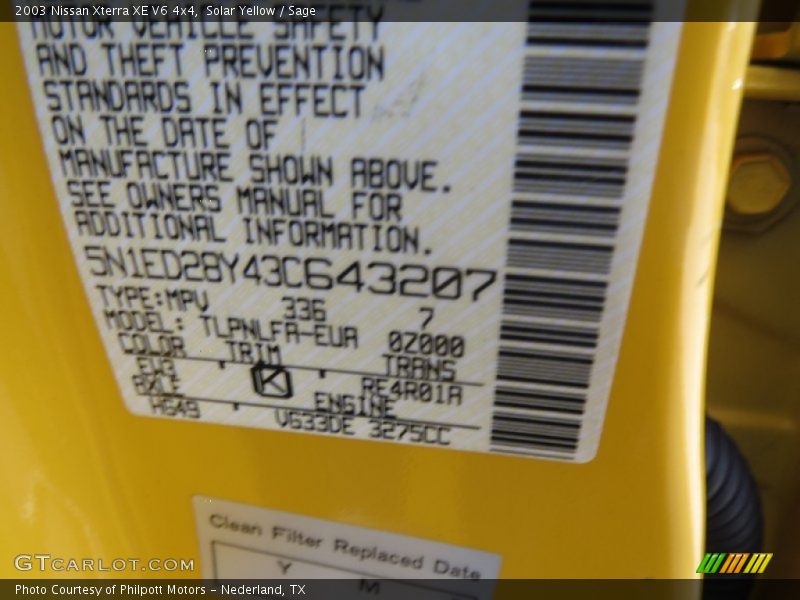 2003 Nissan Xterra XE V6 4x4, Solar Yellow / Sage
MOTOR VEHICLE SAFETY
AND THEFT PREVENTION
STANDARDS IN EFFECT
ON THE DATE OF
MANUFACTURE SHOWN ABOVE.
SEE OWNERS MANUAL FOR
ADDITIONAL INFORMATION.
5N1ED28Y43C643207
TYPE:MPV 336 7
MODEL: TLPNLFA-EUA 0Z000
COLOR TRIM TRANS
EW3 K RE4R01A
AXLE ENGINE
H649 VG33DE 3275CC
Clean Filter Replaced Date
Y M
GTCARLOT.COM
Photo Courtesy of Philpott Motors - Nederland, TX